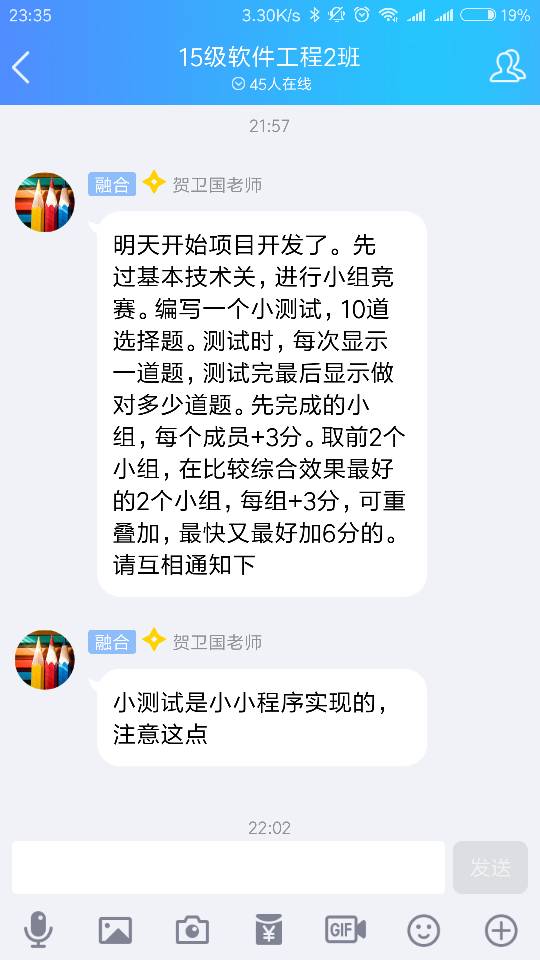 23:35
3.30K/s
19%
15级软件工程2班
45人在线
21:57
融合
贺卫国老师
明天开始项目开发了。先
过基本技术关，进行小组竞
赛。编写一个小测试，10道
选择题。测试时，每次显示
一道题，测试完最后显示做
对多少道题。先完成的小
组，每个成员+3分。取前2个
小组，在比较综合效果最好
的2个小组，每组+3分，可重
叠加，最快又最好加6分的。
请互相通知下
融合
贺卫国老师
小测试是小小程序实现的，
注意这点
22:02
发送
GIF